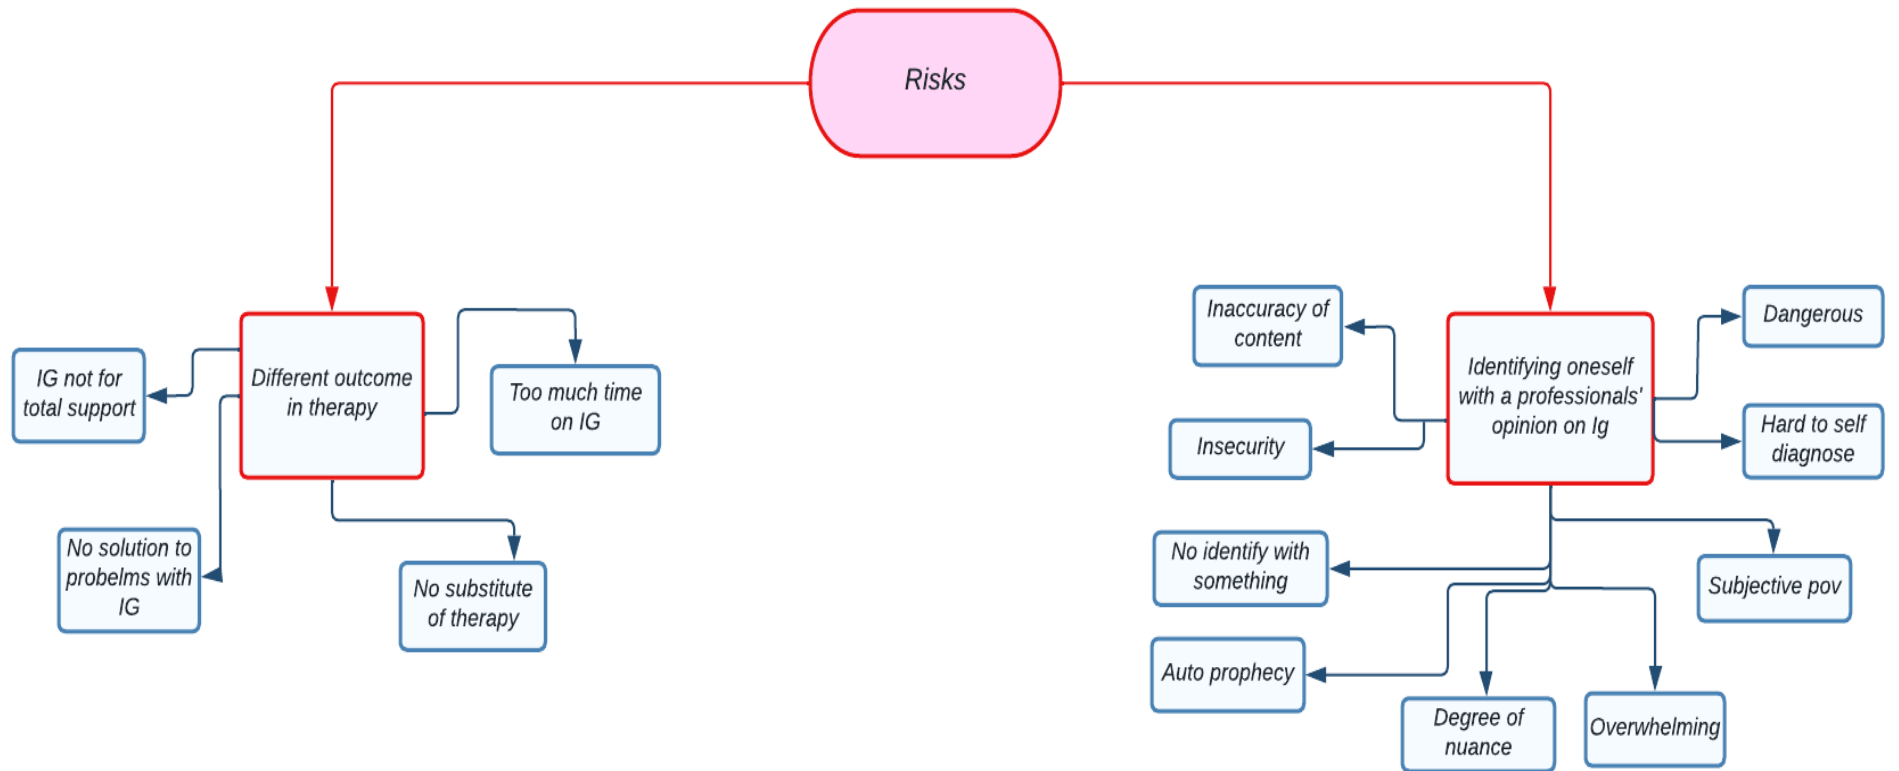 Risks
IG not for
total support
Different outcome
in therapy
Too much time
on IG
No solution to
probelms with
IG
No substitute
of therapy
Inaccuracy of
content
Identifying oneself
with a professionals'
opinion on Ig
Dangerous
Insecurity
Hard to self
diagnose
No identify with
something
Subjective pov
Auto prophecy
Degree of
nuance
Overwhelming